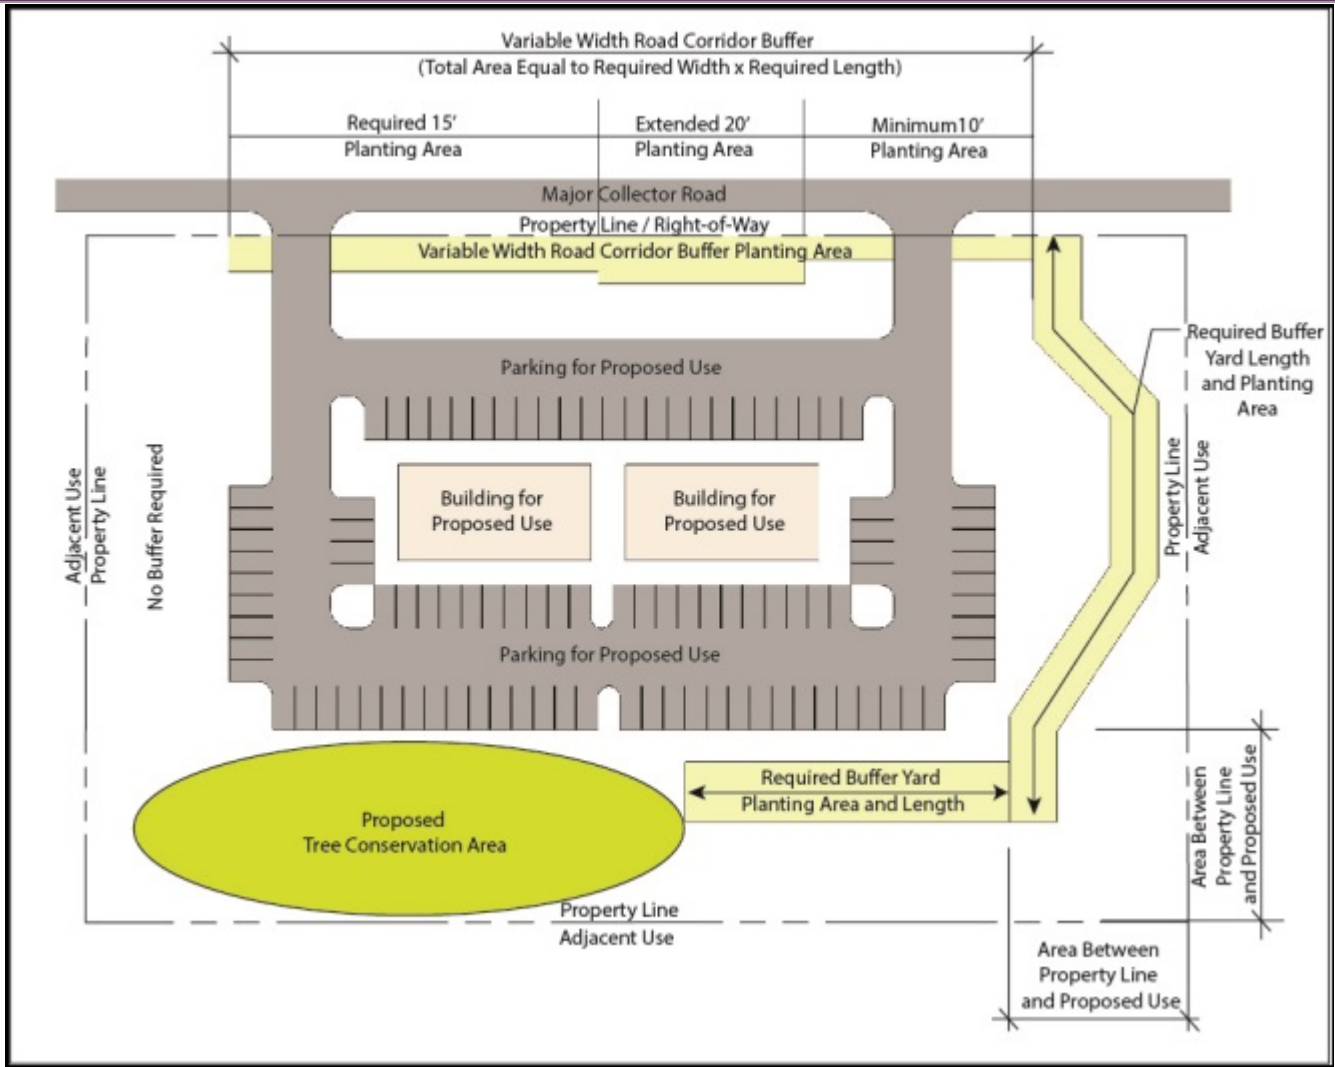 Variable Width Road Corridor Buffer
(Total Area Equal to Required Width x Required Length)
Required 15'
Planting Area
Extended 20'
Planting Area
Minimum10'
Planting Area
Major Collector Road
Property Line / Right-of-Way
Variable Width Road Corridor Buffer Planting Area
Required Buffer
Yard Length
and Planting
Area
Parking for Proposed Use
Adjacent Use
Property Line
No Buffer Required
Building for
Proposed Use
Building for
Proposed Use
Property Line
Adjacent Use
Parking for Proposed Use
Required Buffer Yard
Planting Area and Length
Proposed
Tree Conservation Area
Area Between
Property Line
and Proposed Use
Property Line
Adjacent Use
Area Between
Property Line
and Proposed Use